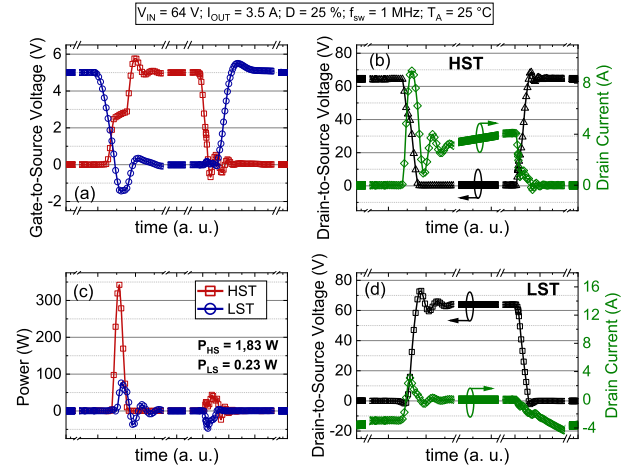 V_IN = 64 V; I_OUT = 3.5 A; D = 25 %; f_sw = 1 MHz; T_A = 25 °C
Gate-to-Source Voltage (V)
6
4
2
0
-2
(a)
time (a. u.)
Drain-to-Source Voltage (V)
80
60
40
20
0
(b)
HST
8
4
0
Drain Current (A)
time (a. u.)
Power (W)
300
200
100
0
(c)
HST
LST
P_HS = 1,83 W
P_LS = 0.23 W
time (a. u.)
Drain-to-Source Voltage (V)
80
60
40
20
0
-20
(d)
LST
16
12
8
4
0
-4
Drain Current (A)
time (a. u.)